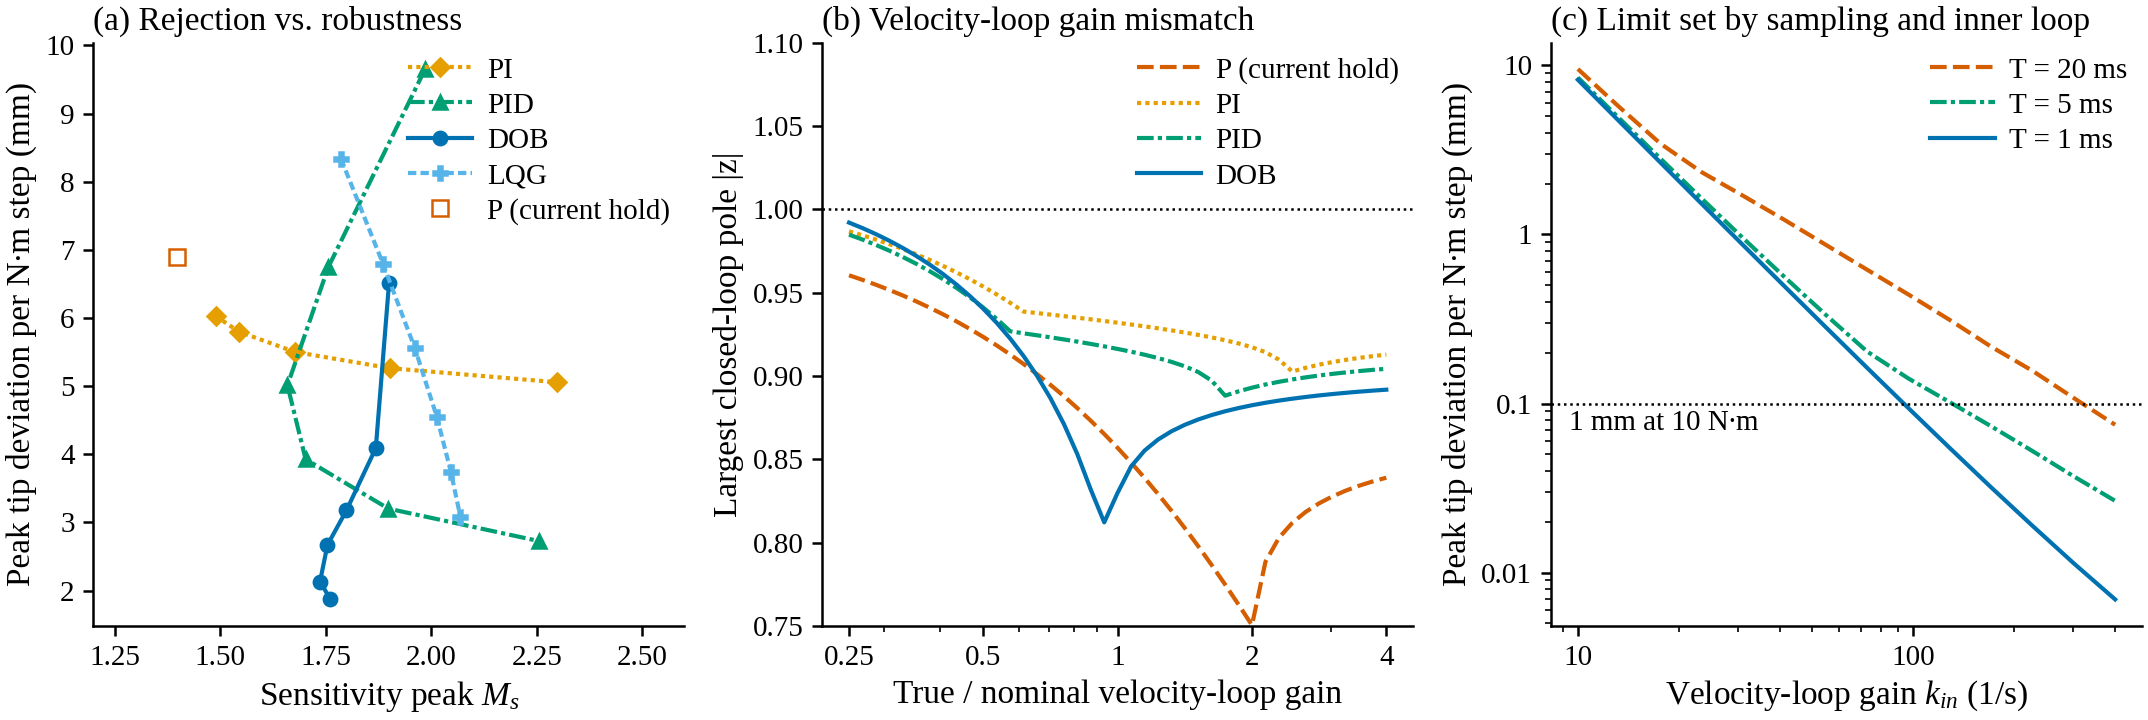 (a) Rejection vs. robustness
Peak tip deviation per N·m step (mm)
10
9
8
7
6
5
4
3
2
1.25
1.50
1.75
2.00
2.25
2.50
Sensitivity peak Ms
PI
PID
DOB
LQG
P (current hold)
(b) Velocity-loop gain mismatch
Largest closed-loop pole |z|
1.10
1.05
1.00
0.95
0.90
0.85
0.80
0.75
0.25
0.5
1
2
4
True / nominal velocity-loop gain
P (current hold)
PI
PID
DOB
(c) Limit set by sampling and inner loop
Peak tip deviation per N·m step (mm)
10
1
0.1
0.01
10
100
Velocity-loop gain kin (1/s)
T = 20 ms
T = 5 ms
T = 1 ms
1 mm at 10 N·m